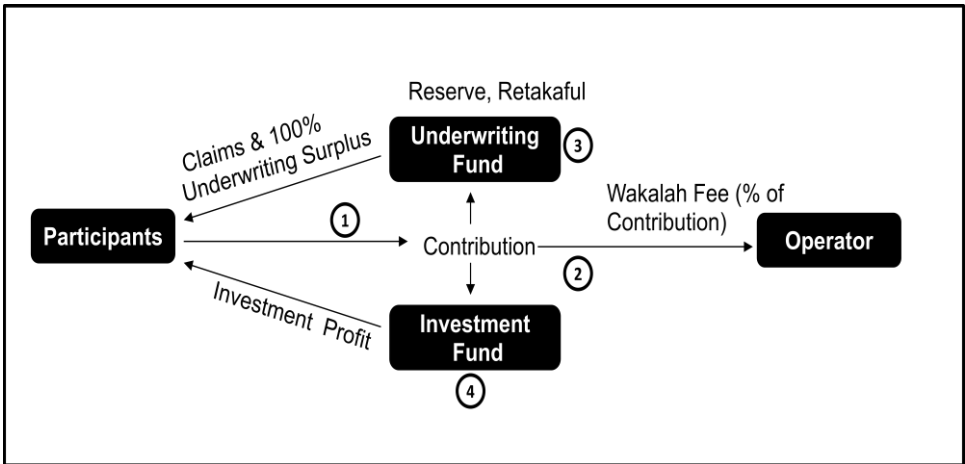 Reserve, Retakaful
Underwriting
Fund
3
Claims & 100%
Underwriting Surplus
Wakalah Fee (% of
Contribution)
Participants
1
Contribution
2
Operator
Investment Profit
Investment
Fund
4